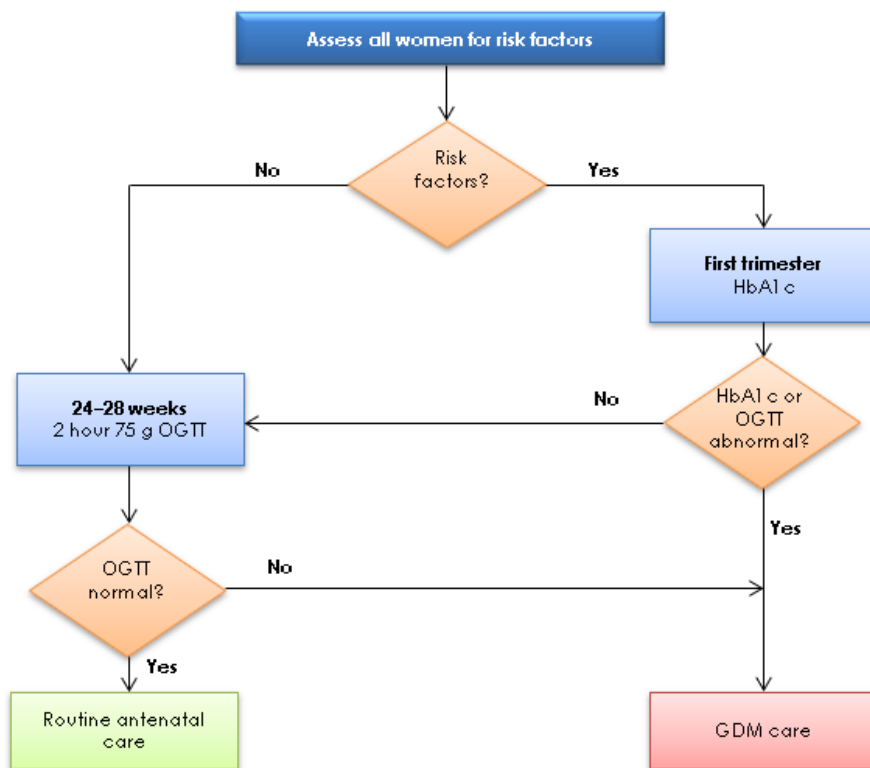 Assess all women for risk factors
Risk
factors?
No
Yes
First trimester
HbA1c
24–28 weeks
2 hour 75 g OGTT
No
HbA1c or
OGTT
abnormal?
Yes
OGTT
normal?
No
Yes
Routine antenatal
care
GDM care